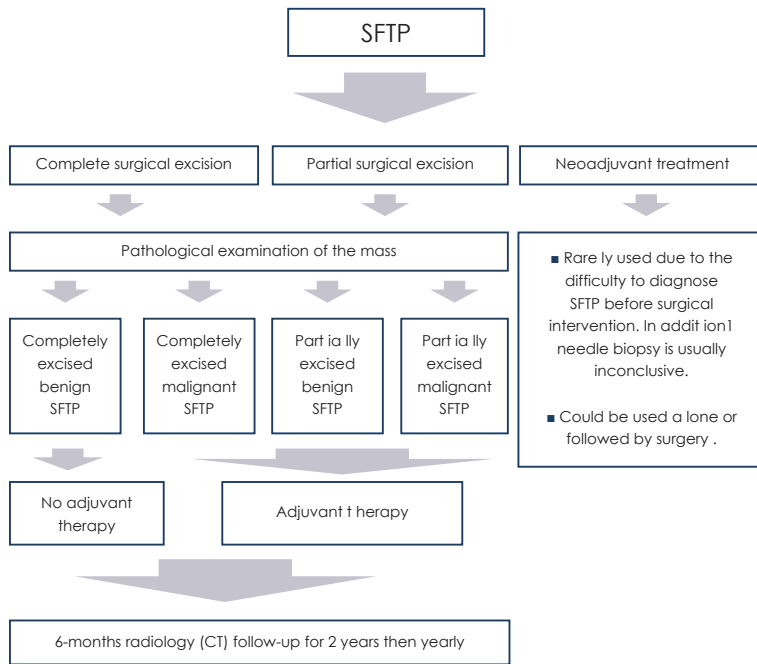 SFTP
Complete surgical excision
Partial surgical excision
Neoadjuvant treatment
Pathological examination of the mass
■ Rare ly used due to the
difficulty to diagnose
SFTP before surgical
intervention. In addit ion1
needle biopsy is usually
inconclusive.
■ Could be used a lone or
followed by surgery .
Completely
excised
benign
SFTP
Completely
excised
malignant
SFTP
Part ia lly
excised
benign
SFTP
Part ia lly
excised
malignant
SFTP
No adjuvant
therapy
Adjuvant t herapy
6-months radiology (CT) follow-up for 2 years then yearly